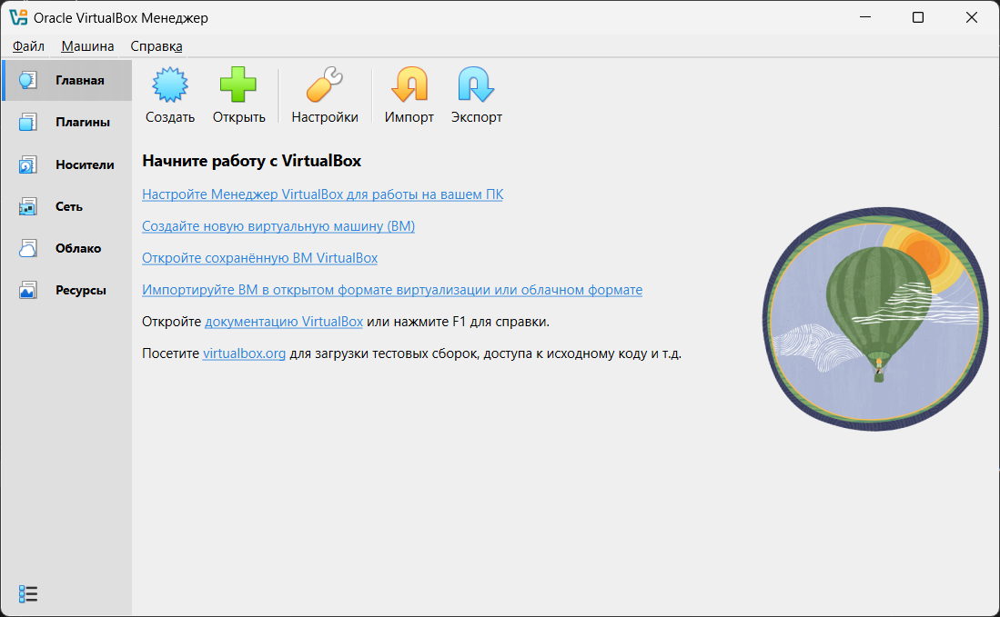 Oracle VirtualBox Менеджер
Файл Машина Справка
Главная
Плагины
Носители
Сеть
Облако
Ресурсы
Создать Открыть Настройки Импорт Экспорт
Начните работу с VirtualBox
Настройте Менеджер VirtualBox для работы на вашем ПК
Создайте новую виртуальную машину (ВМ)
Откройте сохранённую ВМ VirtualBox
Импортируйте ВМ в открытом формате виртуализации или облачном формате
Откройте документацию VirtualBox или нажмите F1 для справки.
Посетите virtualbox.org для загрузки тестовых сборок, доступа к исходному коду и т.д.